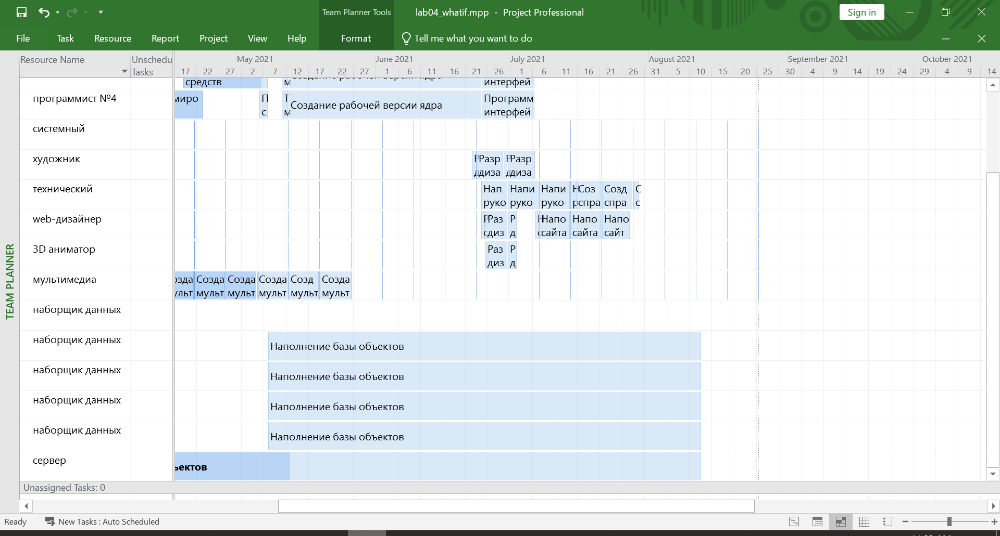 Team Planner Tools
lab04_whatif.mpp - Project Professional
Sign in
File Task Resource Report Project View Help Format Tell me what you want to do
Resource Name
Unschedu
Tasks
May 2021 June 2021 July 2021 August 2021 September 2021 October 2021
17 22 27 2 7 12 17 22 27 1 6 11 16 21 26 1 6 11 16 21 26 31 5 10 15 20 25 30 4 9 14 19 24 29 4 9 14
средств м Создание рабочей версии ядра интерфей
программист №4
миро П Т Создание рабочей версии ядра Программ
с м интерфей
системный
художник
Р Разр Р Разр
д диза д диза
технический
Нап Напи Напи Н Соз Созд С
руко руко руко р спра спра с
web-дизайнер
Р Раз Р Н Напо Напо Напо
с диз д с сайта сайта сайт
3D аниматор
Раз Р
диз д
мультимедиа
озда Созда Созда Созда Созд Созда
ульт мульт мульт мульт мульт мульт
наборщик данных
наборщик данных
Наполнение базы объектов
наборщик данных
Наполнение базы объектов
наборщик данных
Наполнение базы объектов
наборщик данных
Наполнение базы объектов
сервер
ъектов
TEAM PLANNER
Unassigned Tasks: 0
Ready New Tasks : Auto Scheduled